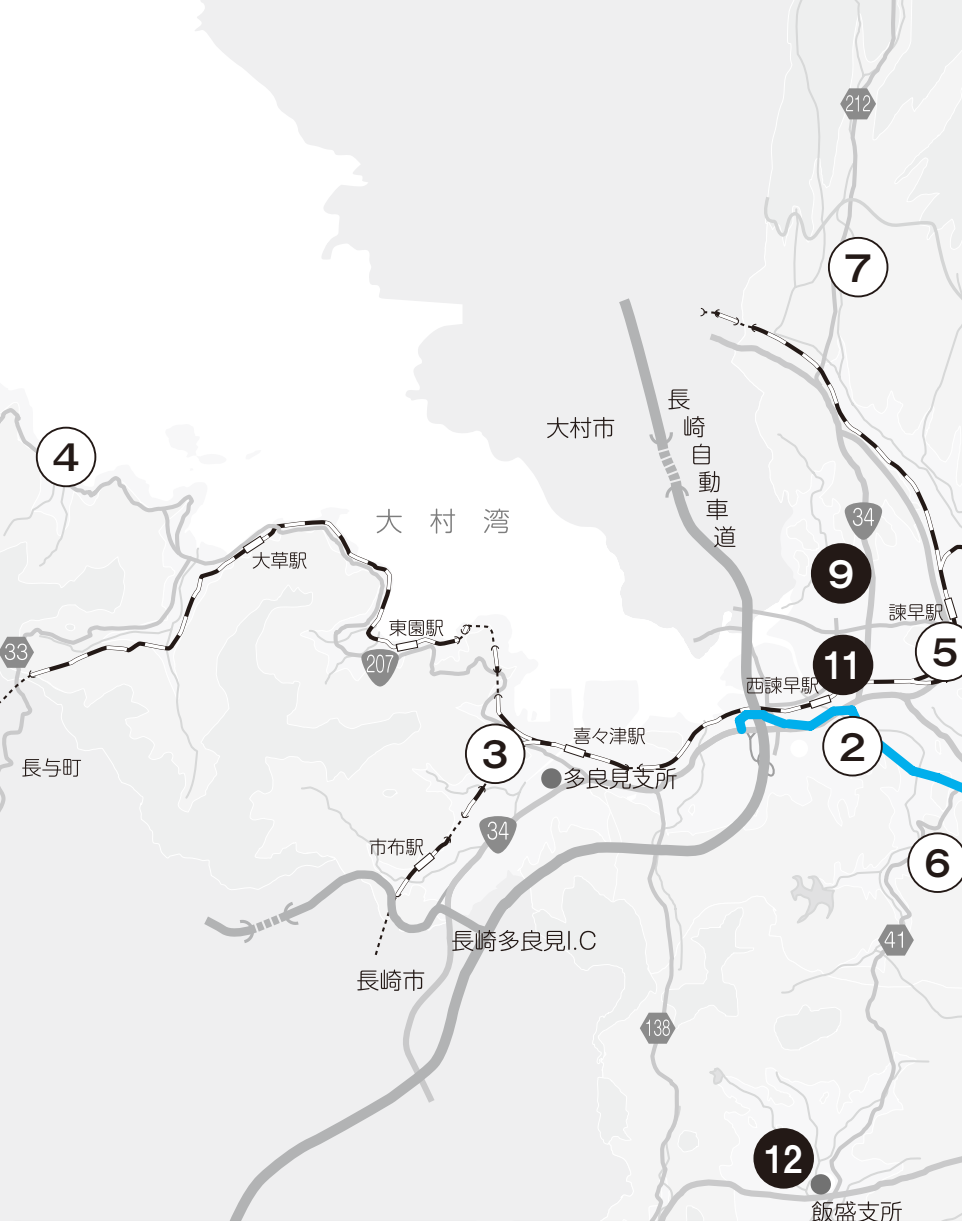 212
7
大村市
長崎自動車道
4
大村湾
34
9
大草駅
諫早駅
東園駅
33
207
11
5
西諫早駅
喜々津駅
3
2
長与町
多良見支所
34
市布駅
6
長崎多良見I.C
41
長崎市
138
12
飯盛支所